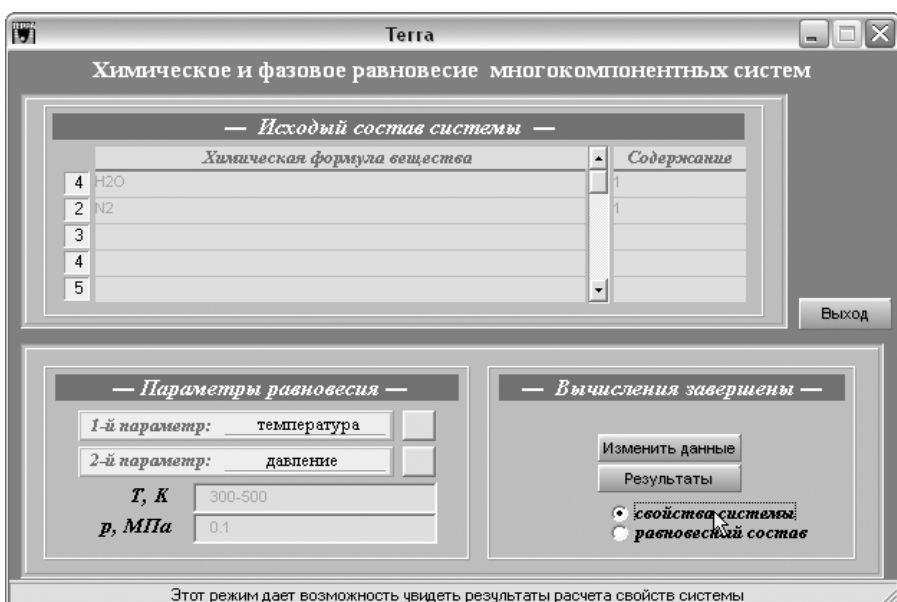 Terra
Химическое и фазовое равновесие многокомпонентных систем
— Исходый состав системы —
Химическая формула вещества Содержание
4 H2O 1
2 N2 1
3
4
5
Выход
— Параметры равновесия —
1-й параметр: температура
2-й параметр: давление
T, K 300-500
p, МПа 0.1
— Вычисления завершены —
Изменить данные
Результаты
свойства системы
равновесный состав
Этот режим дает возможность увидеть результаты расчета свойств системы